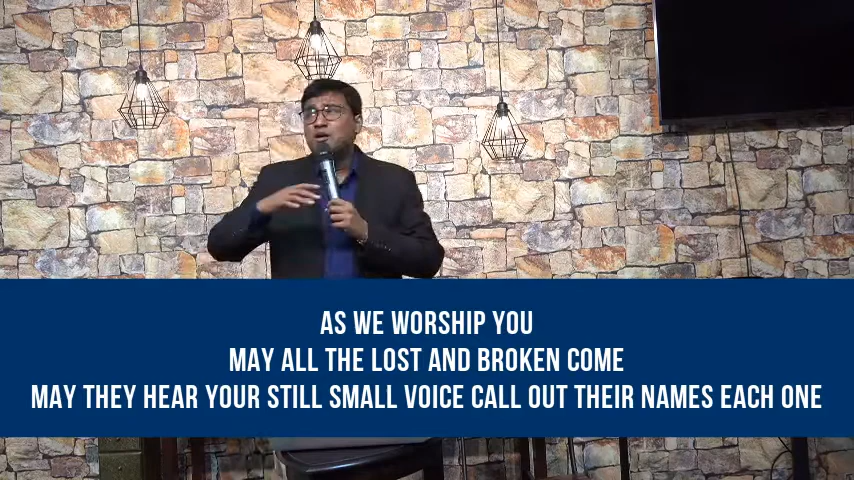 AS WE WORSHIP YOU
MAY ALL THE LOST AND BROKEN COME
MAY THEY HEAR YOUR STILL SMALL VOICE CALL OUT THEIR NAMES EACH ONE